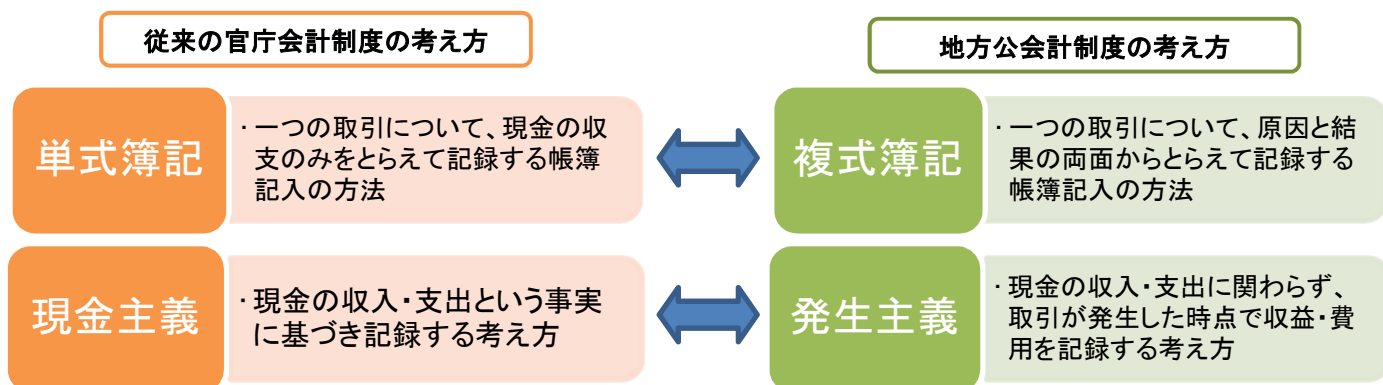 従来の官庁会計制度の考え方
地方公会計制度の考え方
単式簿記
・一つの取引について、現金の収
支のみをとらえて記録する帳簿
記入の方法
複式簿記
・一つの取引について、原因と結
果の両面からとらえて記録する
帳簿記入の方法
現金主義
・現金の収入・支出という事実
に基づき記録する考え方
発生主義
・現金の収入・支出に関わらず、
取引が発生した時点で収益・費
用を記録する考え方